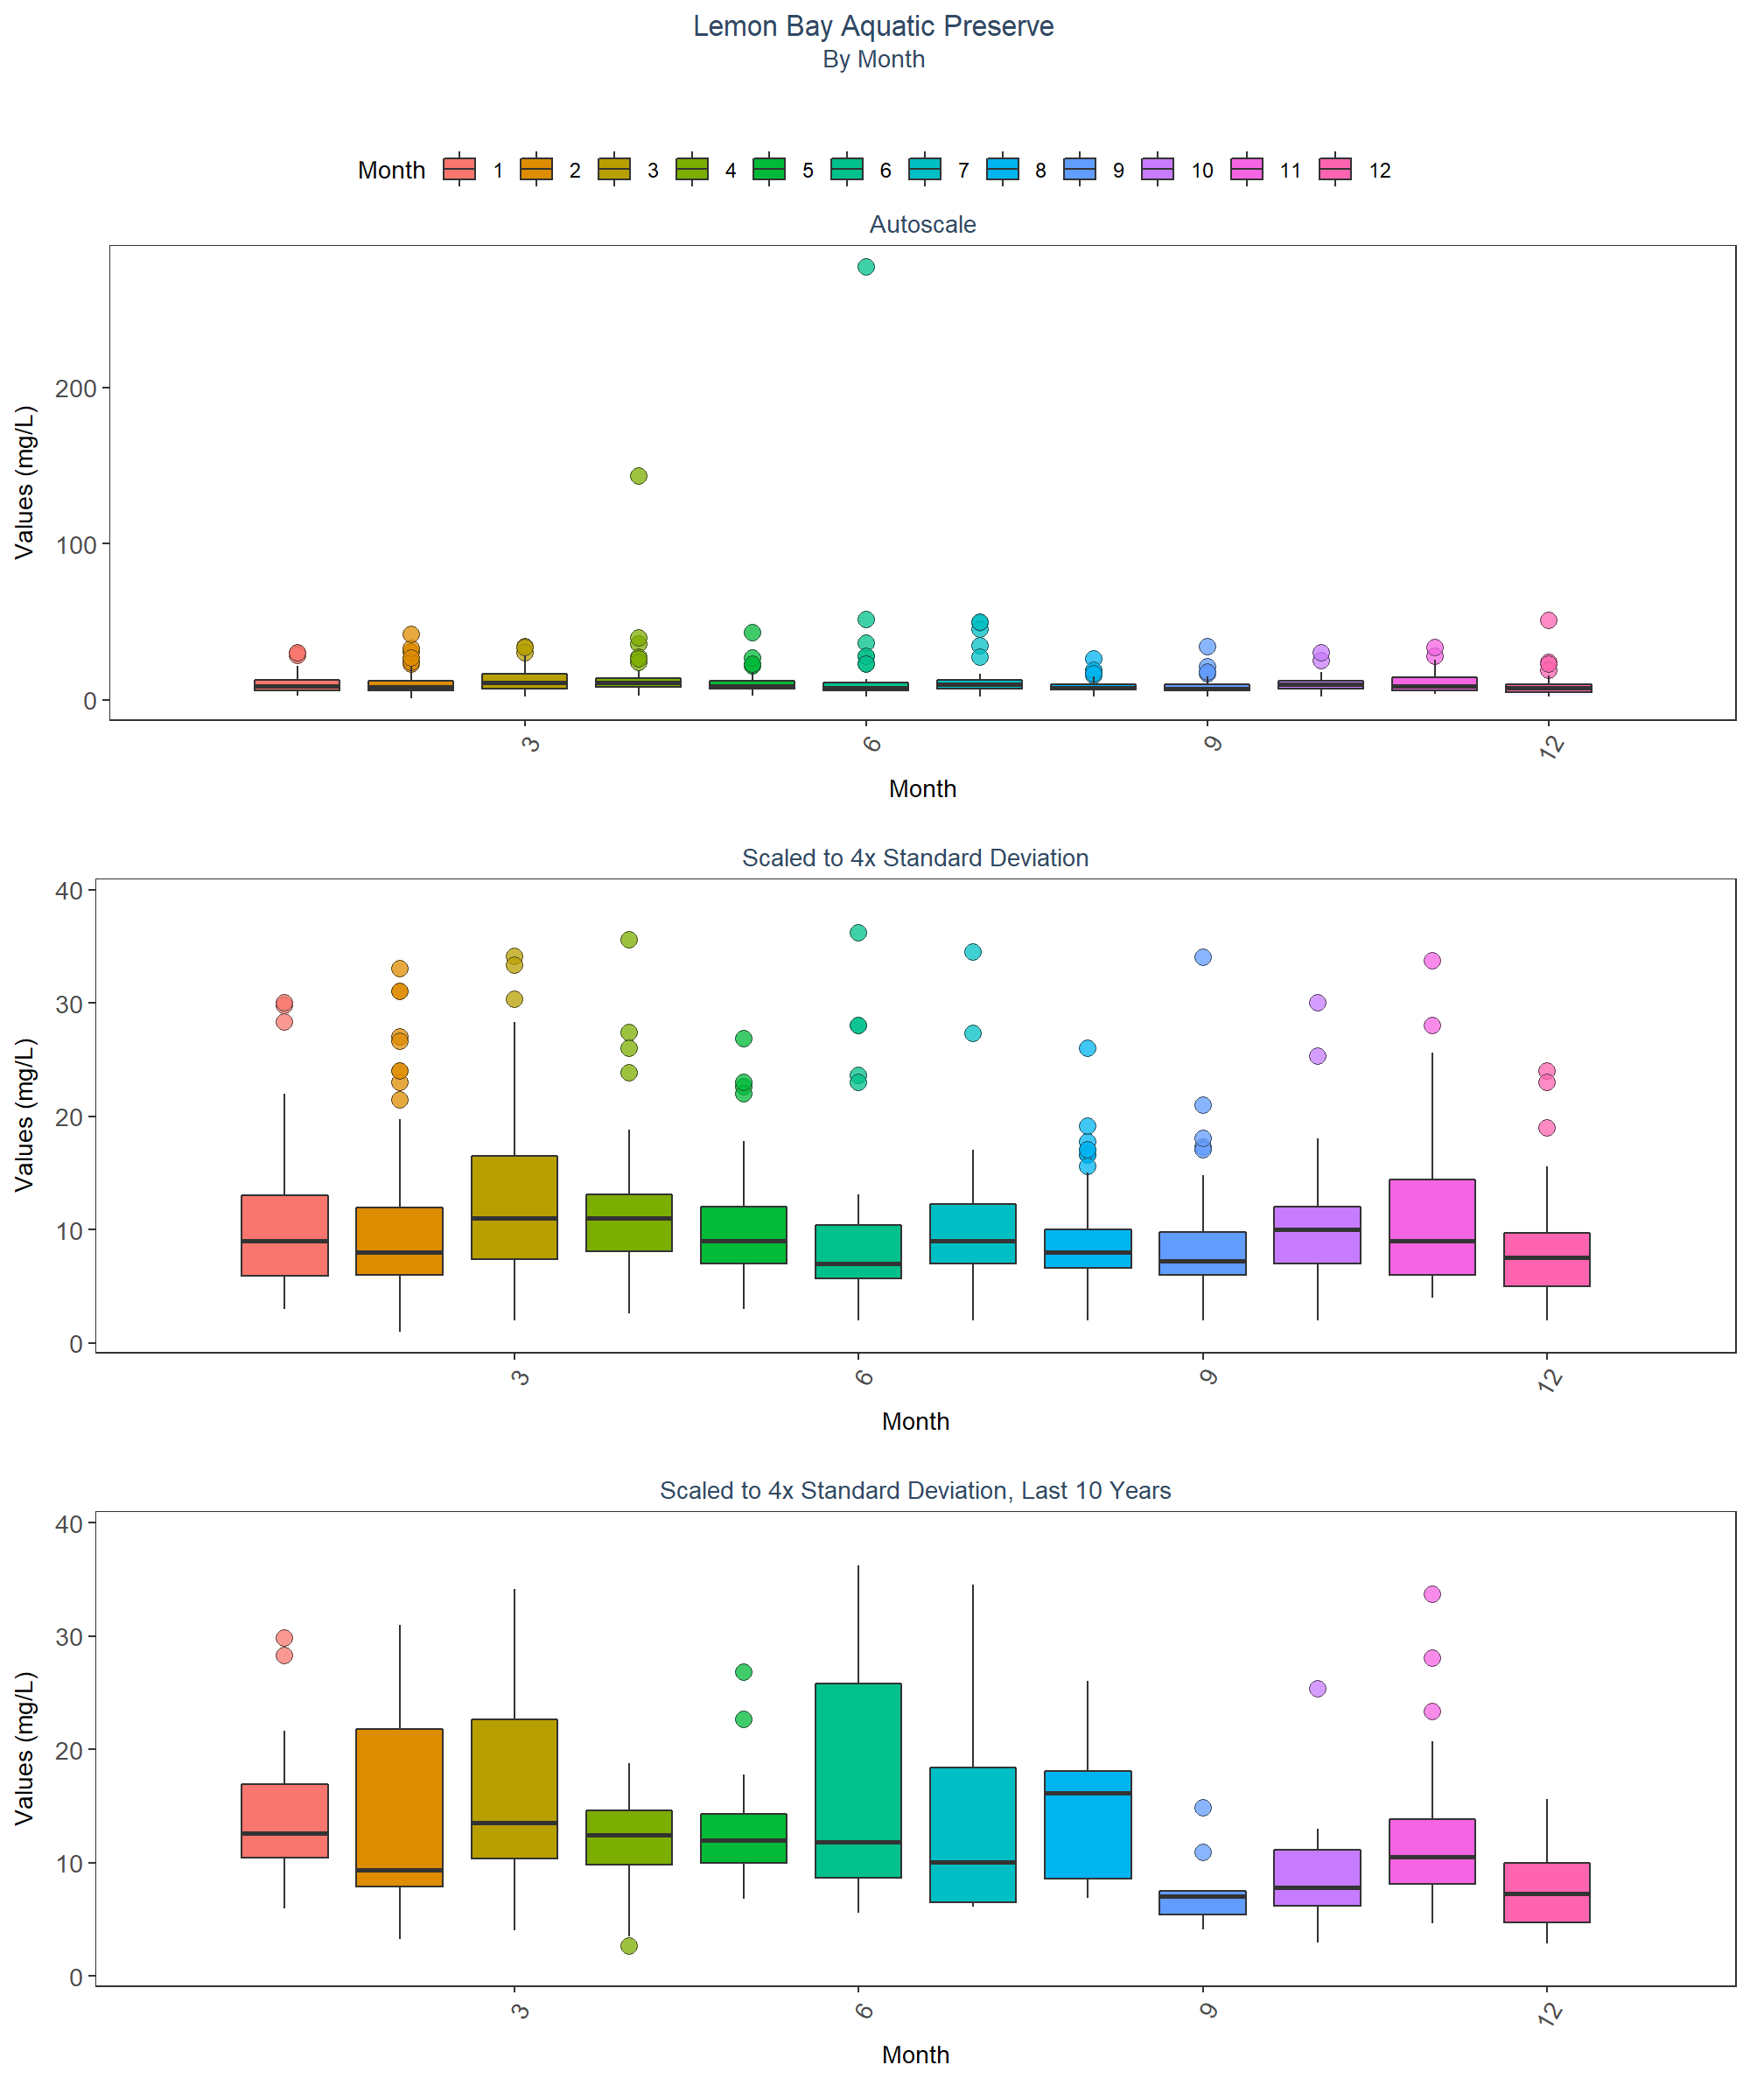 Lemon Bay Aquatic Preserve
By Month
Month 1 2 3 4 5 6 7 8 9 10 11 12
Autoscale
Values (mg/L)
200
100
0
3 6 9 12
Month
Scaled to 4x Standard Deviation
Values (mg/L)
40
30
20
10
0
3 6 9 12
Month
Scaled to 4x Standard Deviation, Last 10 Years
Values (mg/L)
40
30
20
10
0
3 6 9 12
Month